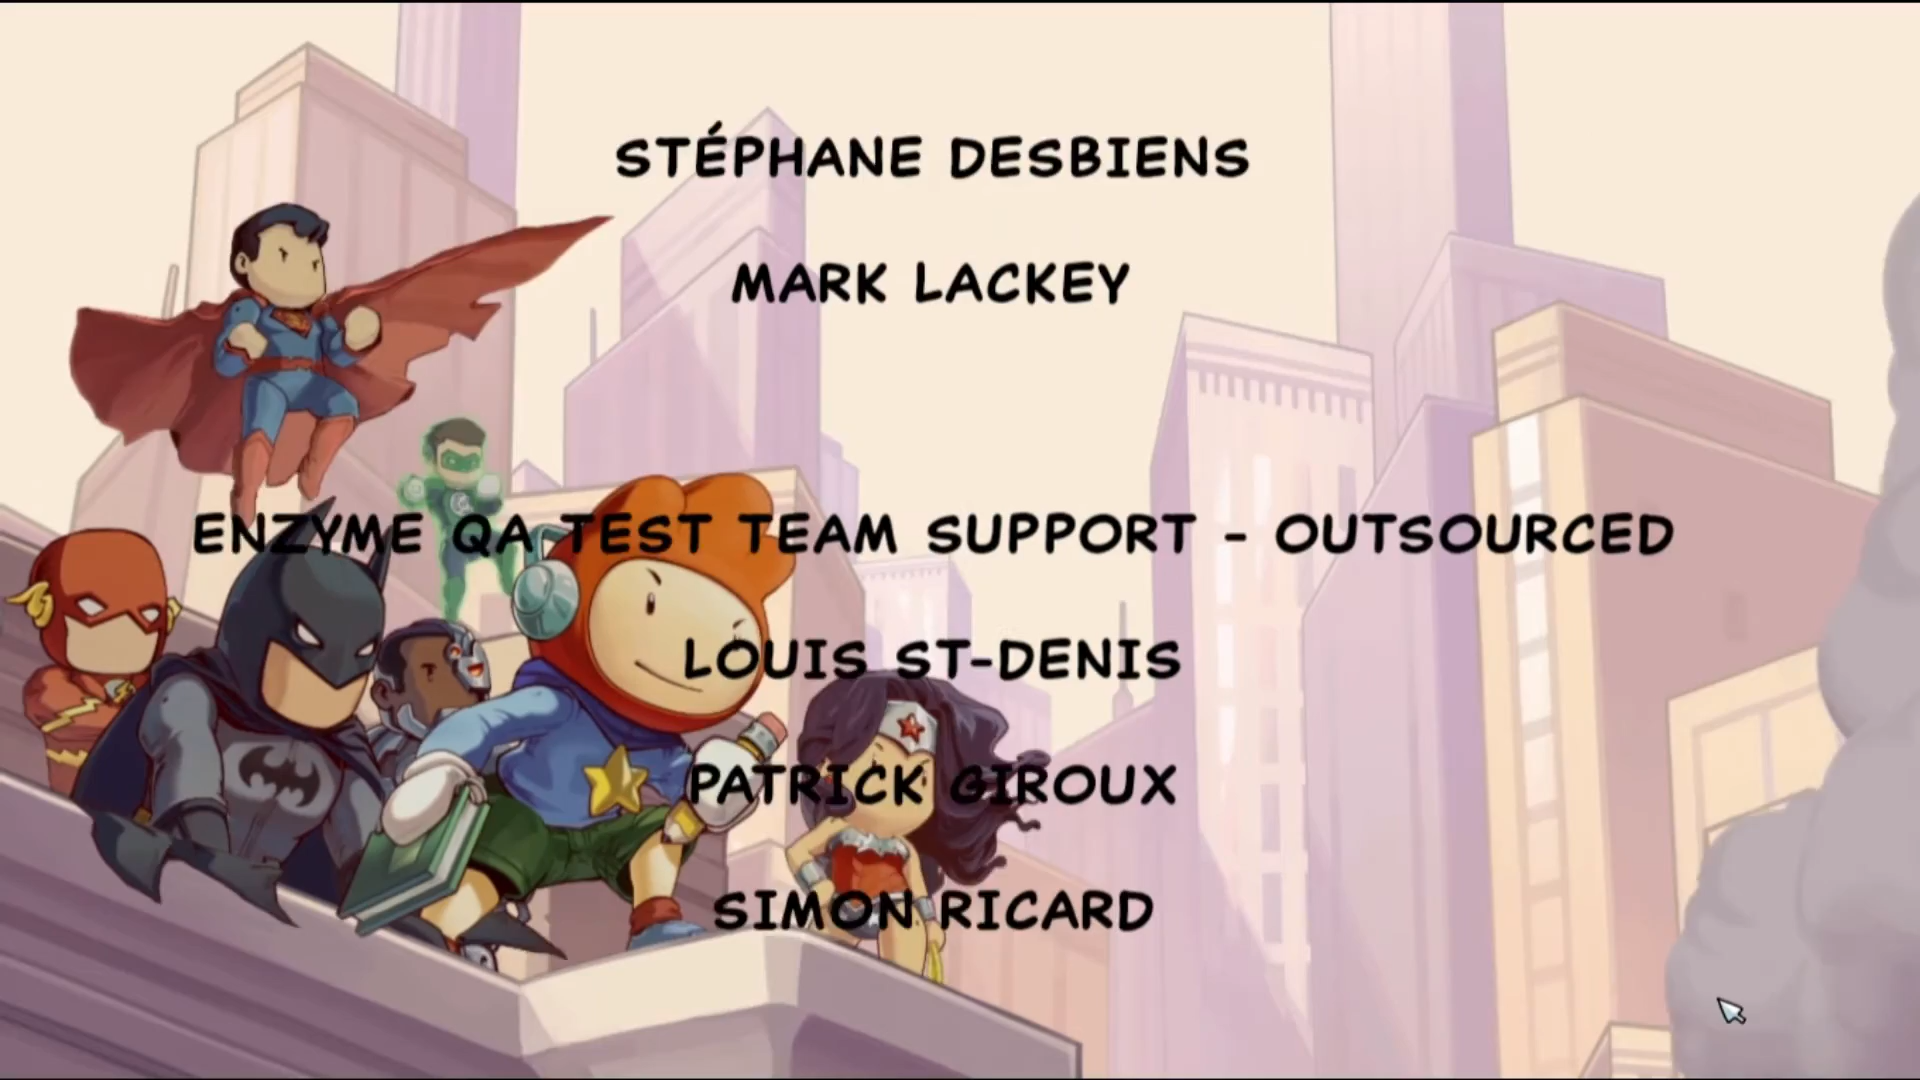 STÉPHANE DESBIENS
MARK LACKEY
ENZYME QA TEST TEAM SUPPORT - OUTSOURCED
LOUIS ST-DENIS
PATRICK GIROUX
SIMON RICARD